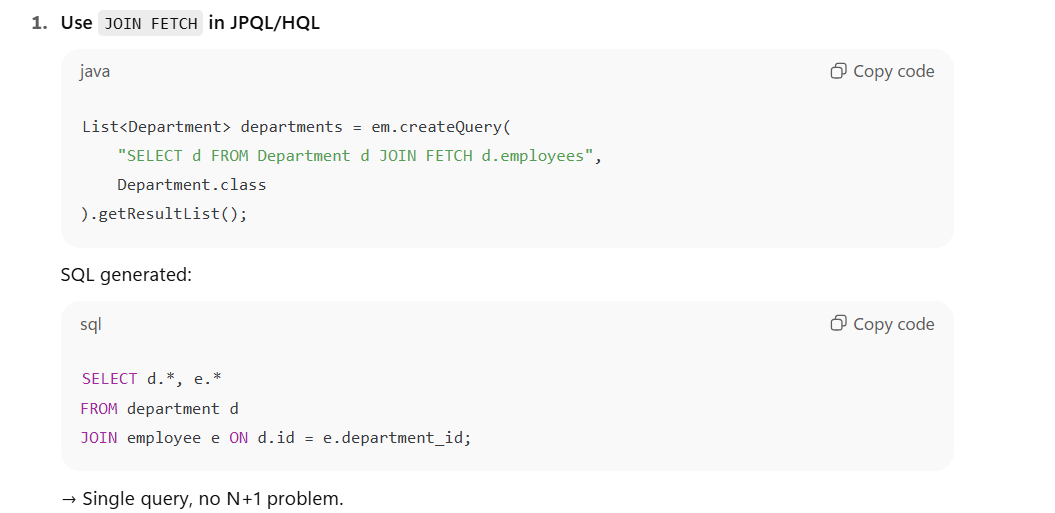 1. Use JOIN FETCH in JPQL/HQL
java
Copy code
List<Department> departments = em.createQuery(
    "SELECT d FROM Department d JOIN FETCH d.employees",
    Department.class
).getResultList();
SQL generated:
sql
Copy code
SELECT d.*, e.*
FROM department d
JOIN employee e ON d.id = e.department_id;
→ Single query, no N+1 problem.